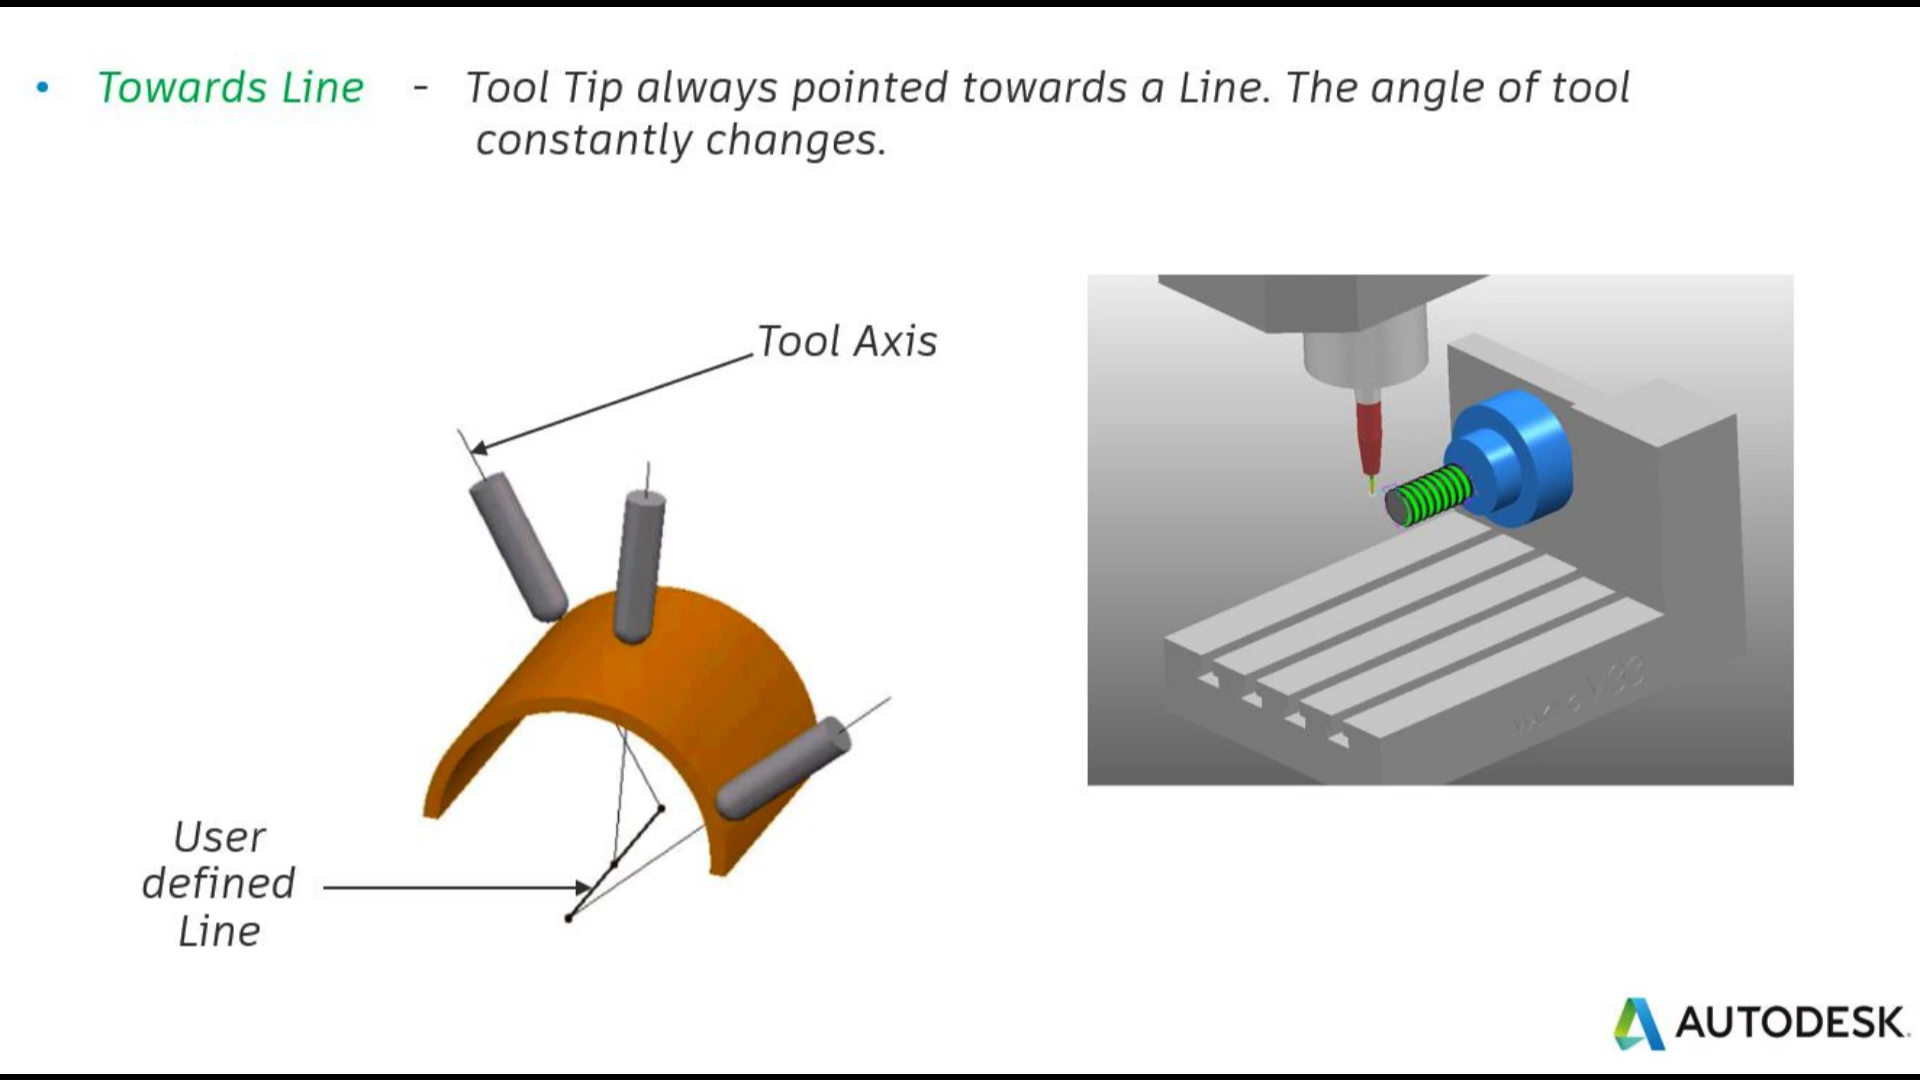 • Towards Line - Tool Tip always pointed towards a Line. The angle of tool
constantly changes.
Tool Axis
User
defined
Line
AUTODESK.